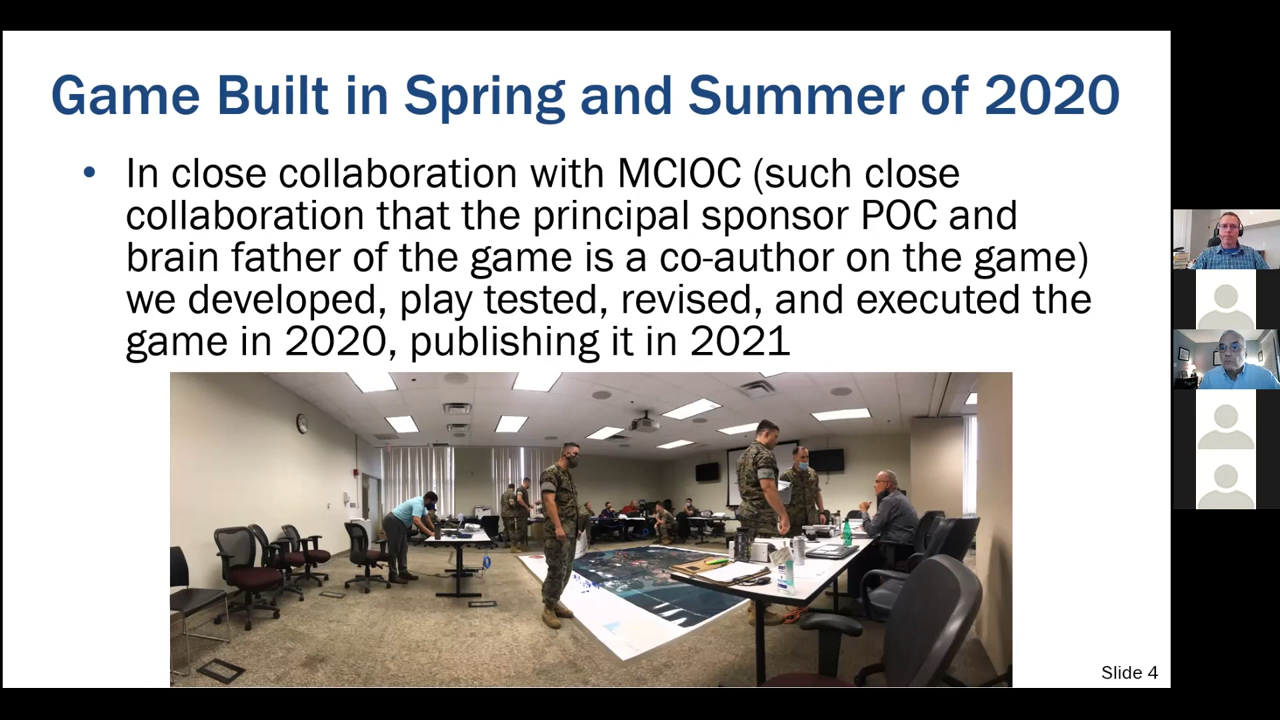 Game Built in Spring and Summer of 2020
• In close collaboration with MCIOC (such close
collaboration that the principal sponsor POC and
brain father of the game is a co-author on the game)
we developed, play tested, revised, and executed the
game in 2020, publishing it in 2021
Slide 4